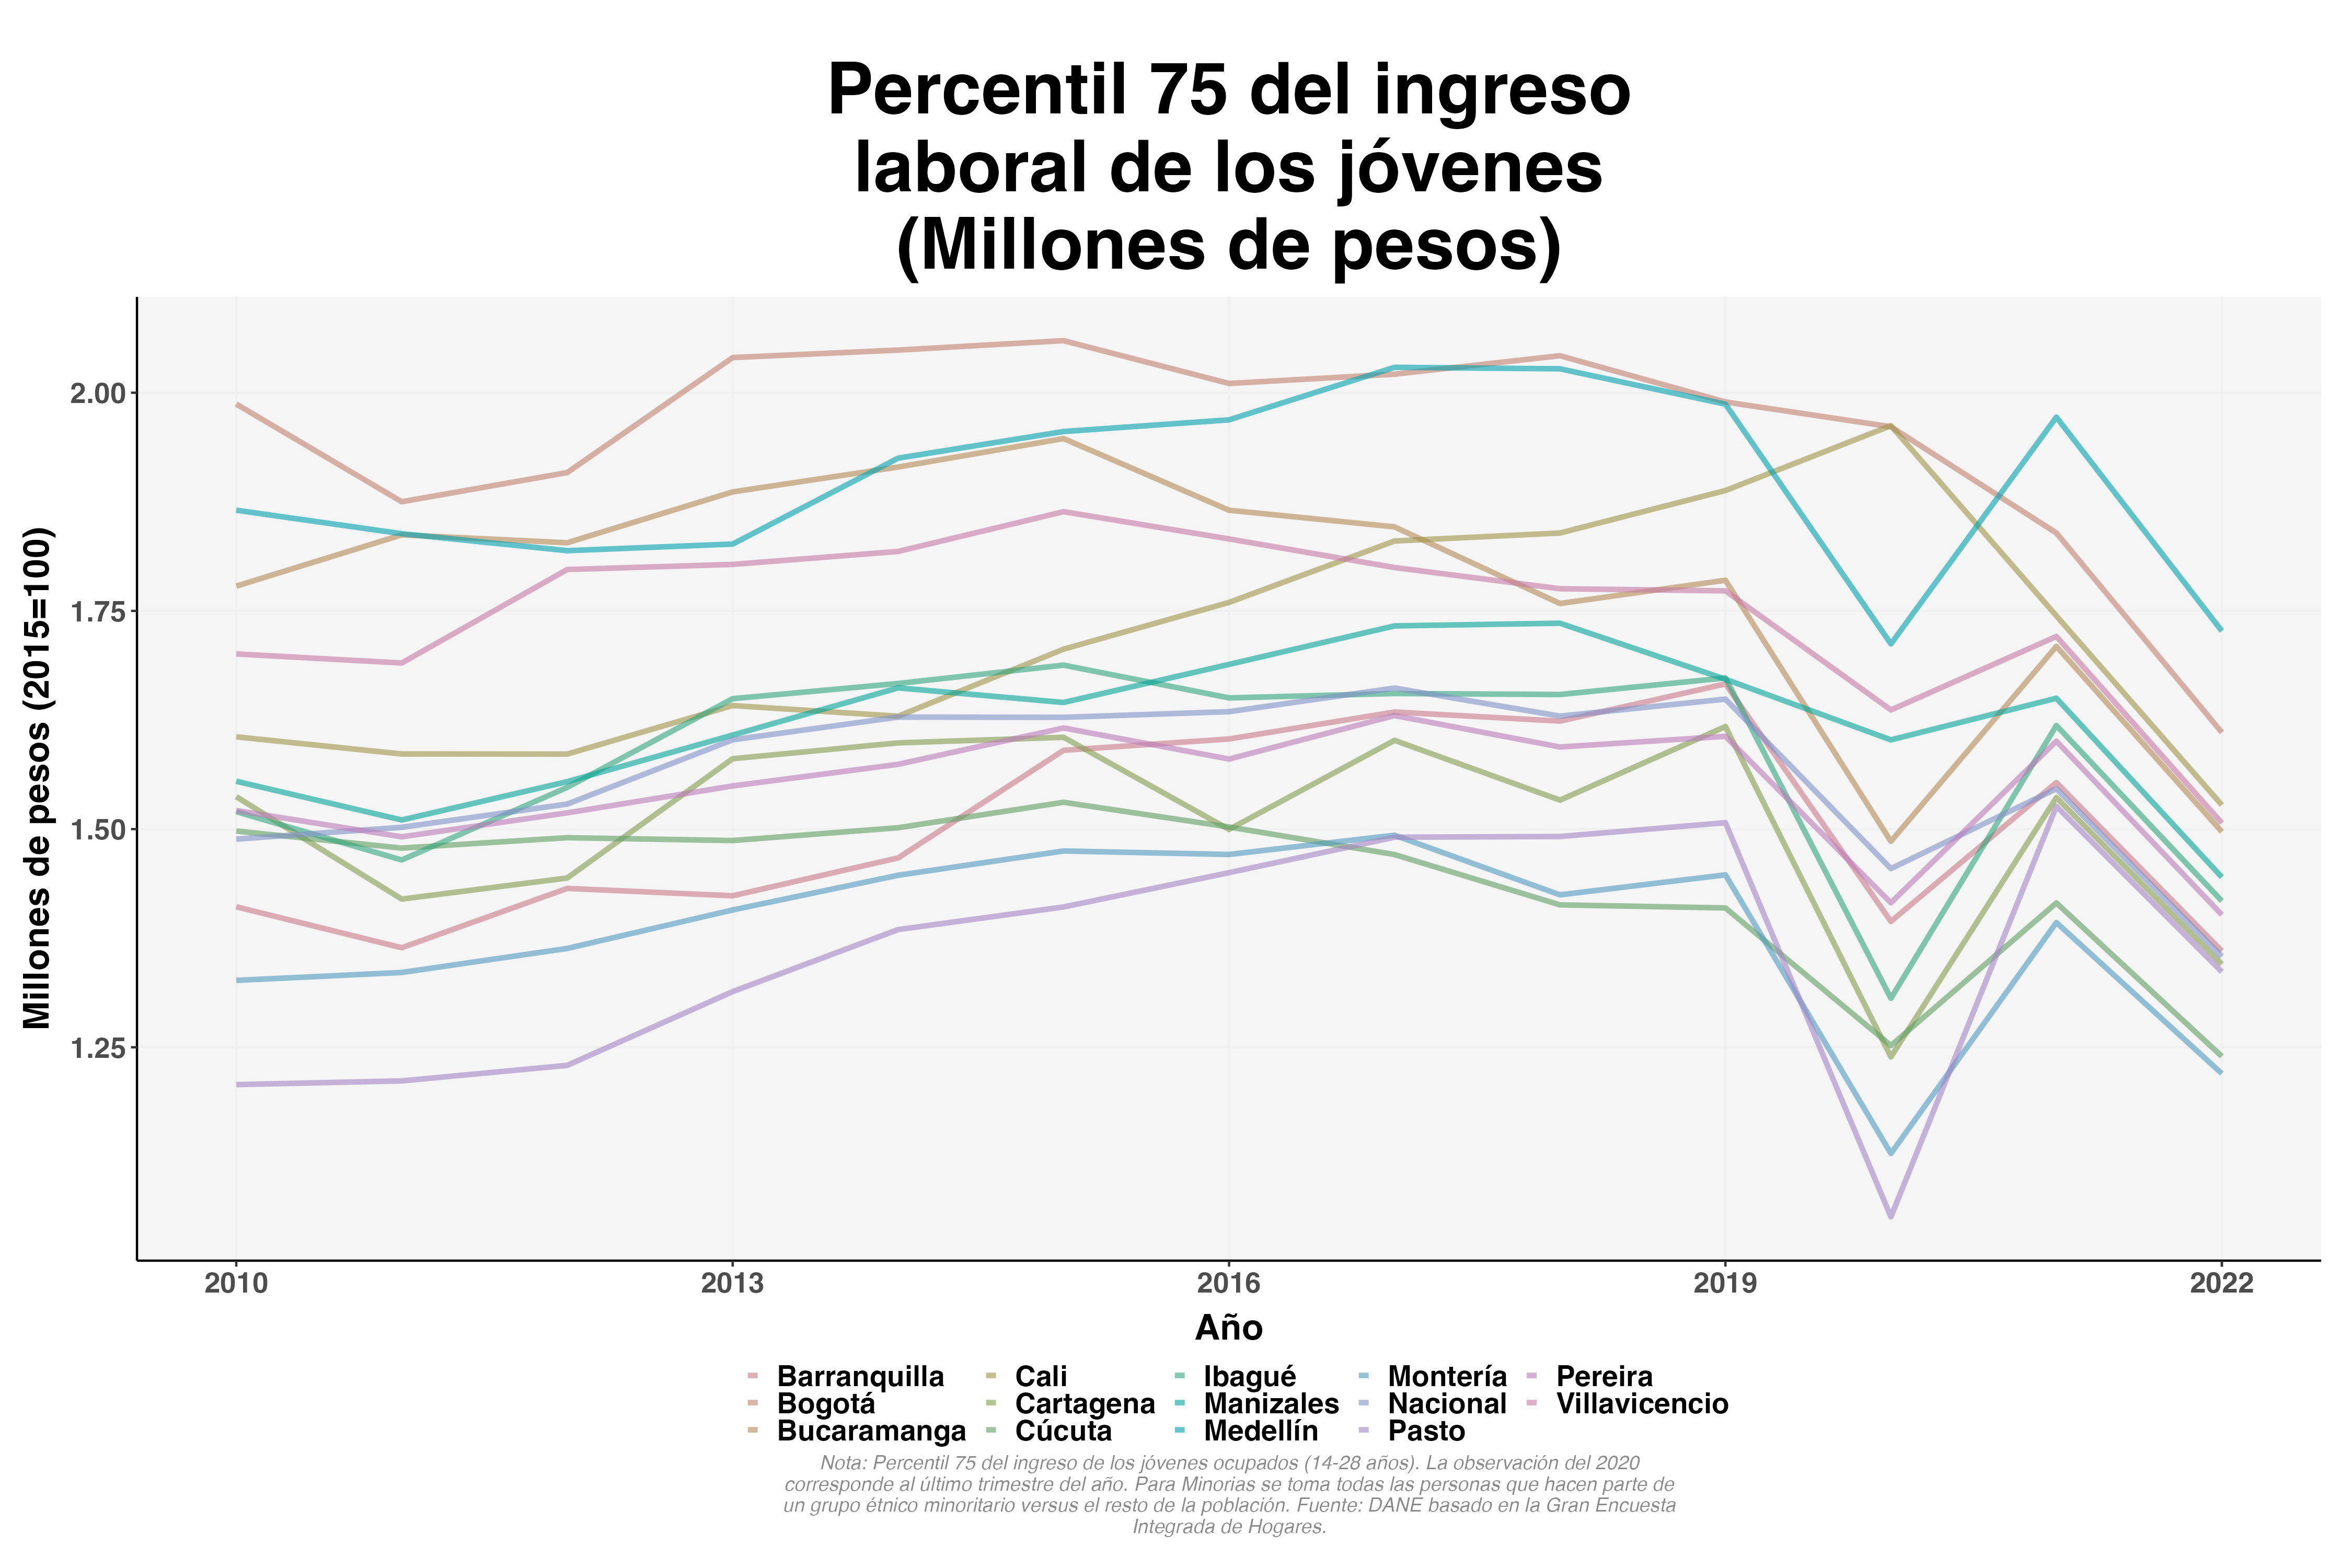 Percentil 75 del ingreso
laboral de los jóvenes
(Millones de pesos)
Millones de pesos (2015=100)
2.00
1.75
1.50
1.25
2010 2013 2016 2019 2022
Año
Barranquilla Cali Ibagué Montería Pereira
Bogotá Cartagena Manizales Nacional Villavicencio
Bucaramanga Cúcuta Medellín Pasto
Nota: Percentil 75 del ingreso de los jóvenes ocupados (14-28 años). La observación del 2020
corresponde al último trimestre del año. Para Minorias se toma todas las personas que hacen parte de
un grupo étnico minoritario versus el resto de la población. Fuente: DANE basado en la Gran Encuesta
Integrada de Hogares.